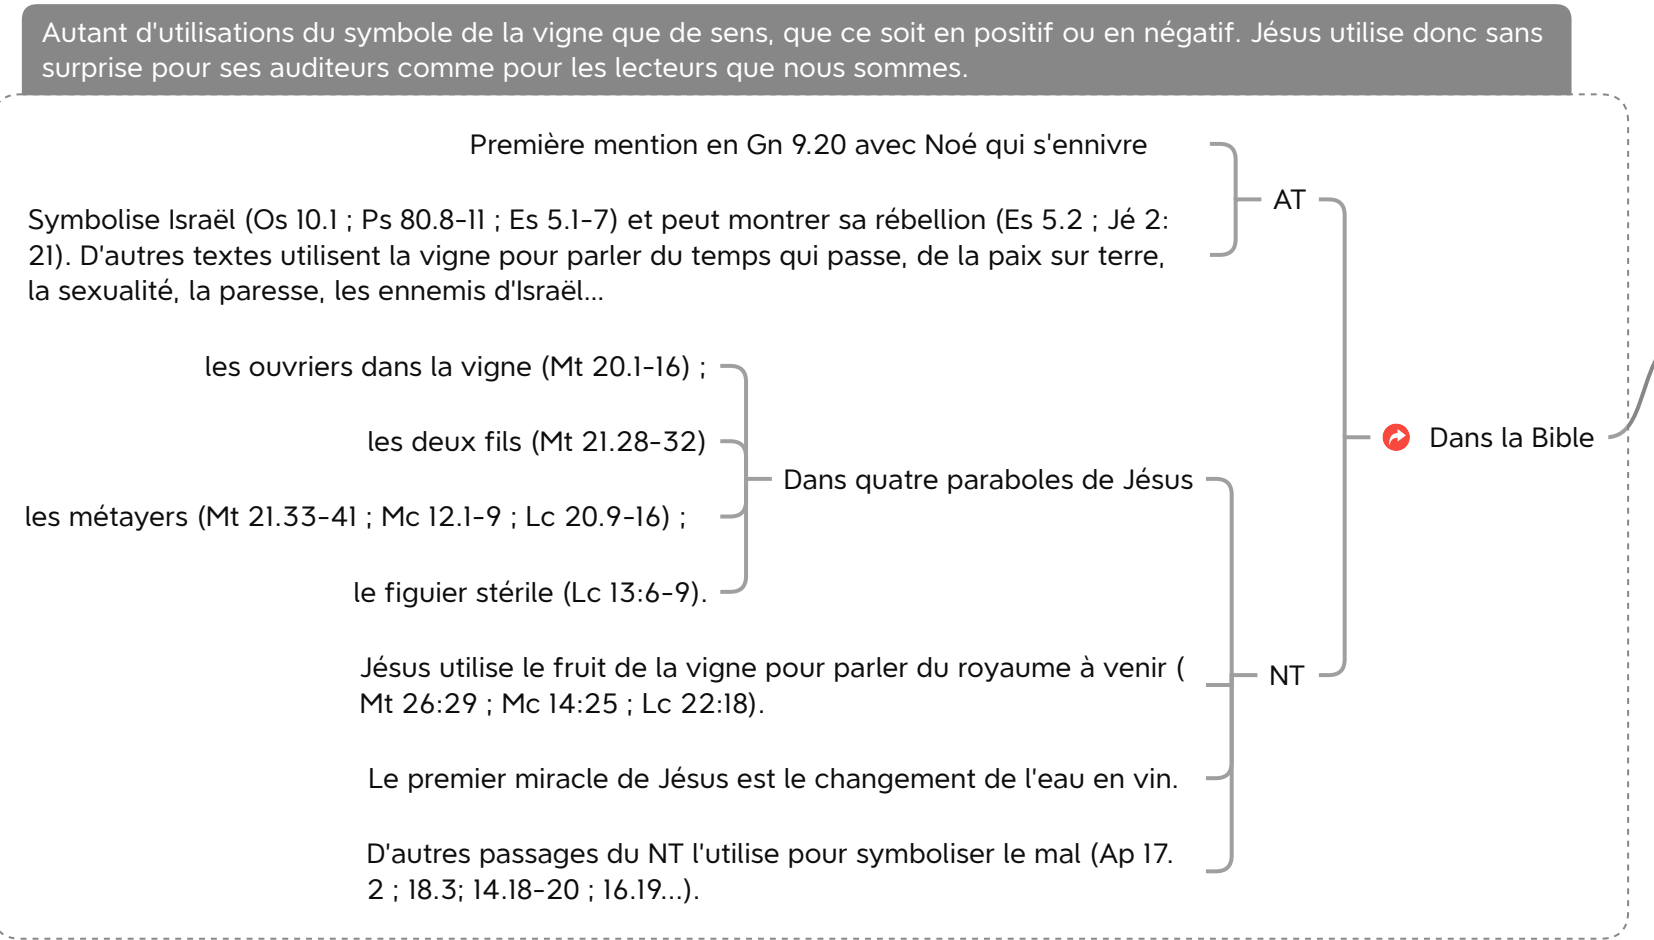 Autant d'utilisations du symbole de la vigne que de sens, que ce soit en positif ou en négatif. Jésus utilise donc sans
surprise pour ses auditeurs comme pour les lecteurs que nous sommes.
Première mention en Gn 9.20 avec Noé qui s'ennivre
AT
Symbolise Israël (Os 10.1 ; Ps 80.8-11 ; Es 5.1-7) et peut montrer sa rébellion (Es 5.2 ; Jé 2:
21). D'autres textes utilisent la vigne pour parler du temps qui passe, de la paix sur terre,
la sexualité, la paresse, les ennemis d'Israël...
les ouvriers dans la vigne (Mt 20.1-16) ;
les deux fils (Mt 21.28-32)
Dans la Bible
Dans quatre paraboles de Jésus
les métayers (Mt 21.33-41 ; Mc 12.1-9 ; Lc 20.9-16) ;
le figuier stérile (Lc 13:6-9).
Jésus utilise le fruit de la vigne pour parler du royaume à venir (
Mt 26:29 ; Mc 14:25 ; Lc 22:18).
NT
Le premier miracle de Jésus est le changement de l'eau en vin.
D'autres passages du NT l'utilise pour symboliser le mal (Ap 17.
2 ; 18.3; 14.18-20 ; 16.19...).